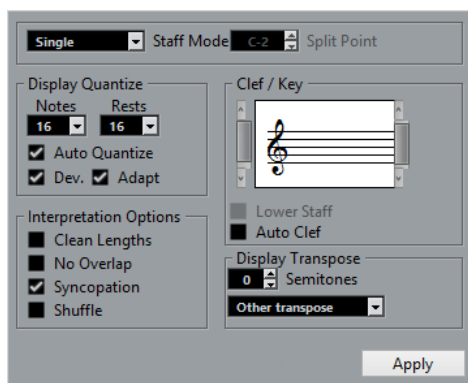 Single Staff Mode C-2 Split Point
Display Quantize
Notes Rests
16 16
Auto Quantize
Dev. Adapt
Interpretation Options
Clean Lengths
No Overlap
Syncopation
Shuffle
Clef / Key
Lower Staff
Auto Clef
Display Transpose
0 Semitones
Other transpose
Apply